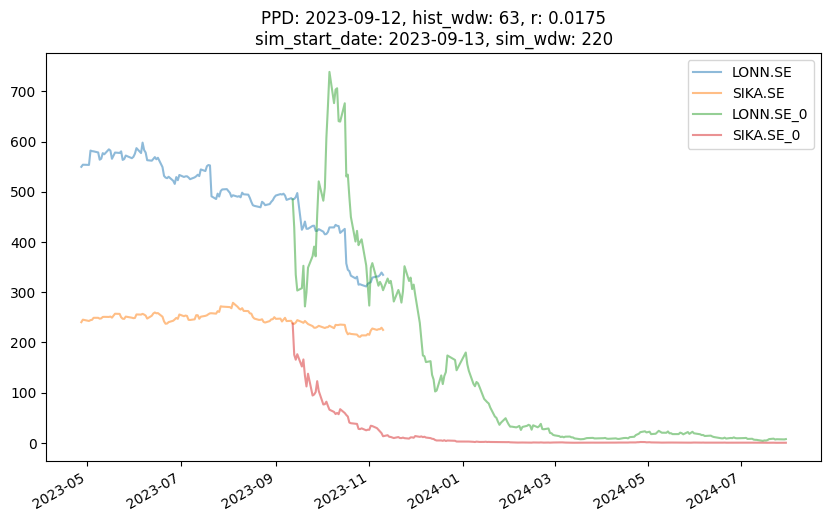 PPD: 2023-09-12, hist_wdw: 63, r: 0.0175
sim_start_date: 2023-09-13, sim_wdw: 220
LONN.SE
SIKA.SE
LONN.SE_0
SIKA.SE_0
700
600
500
400
300
200
100
0
2023-05
2023-07
2023-09
2023-11
2024-01
2024-03
2024-05
2024-07